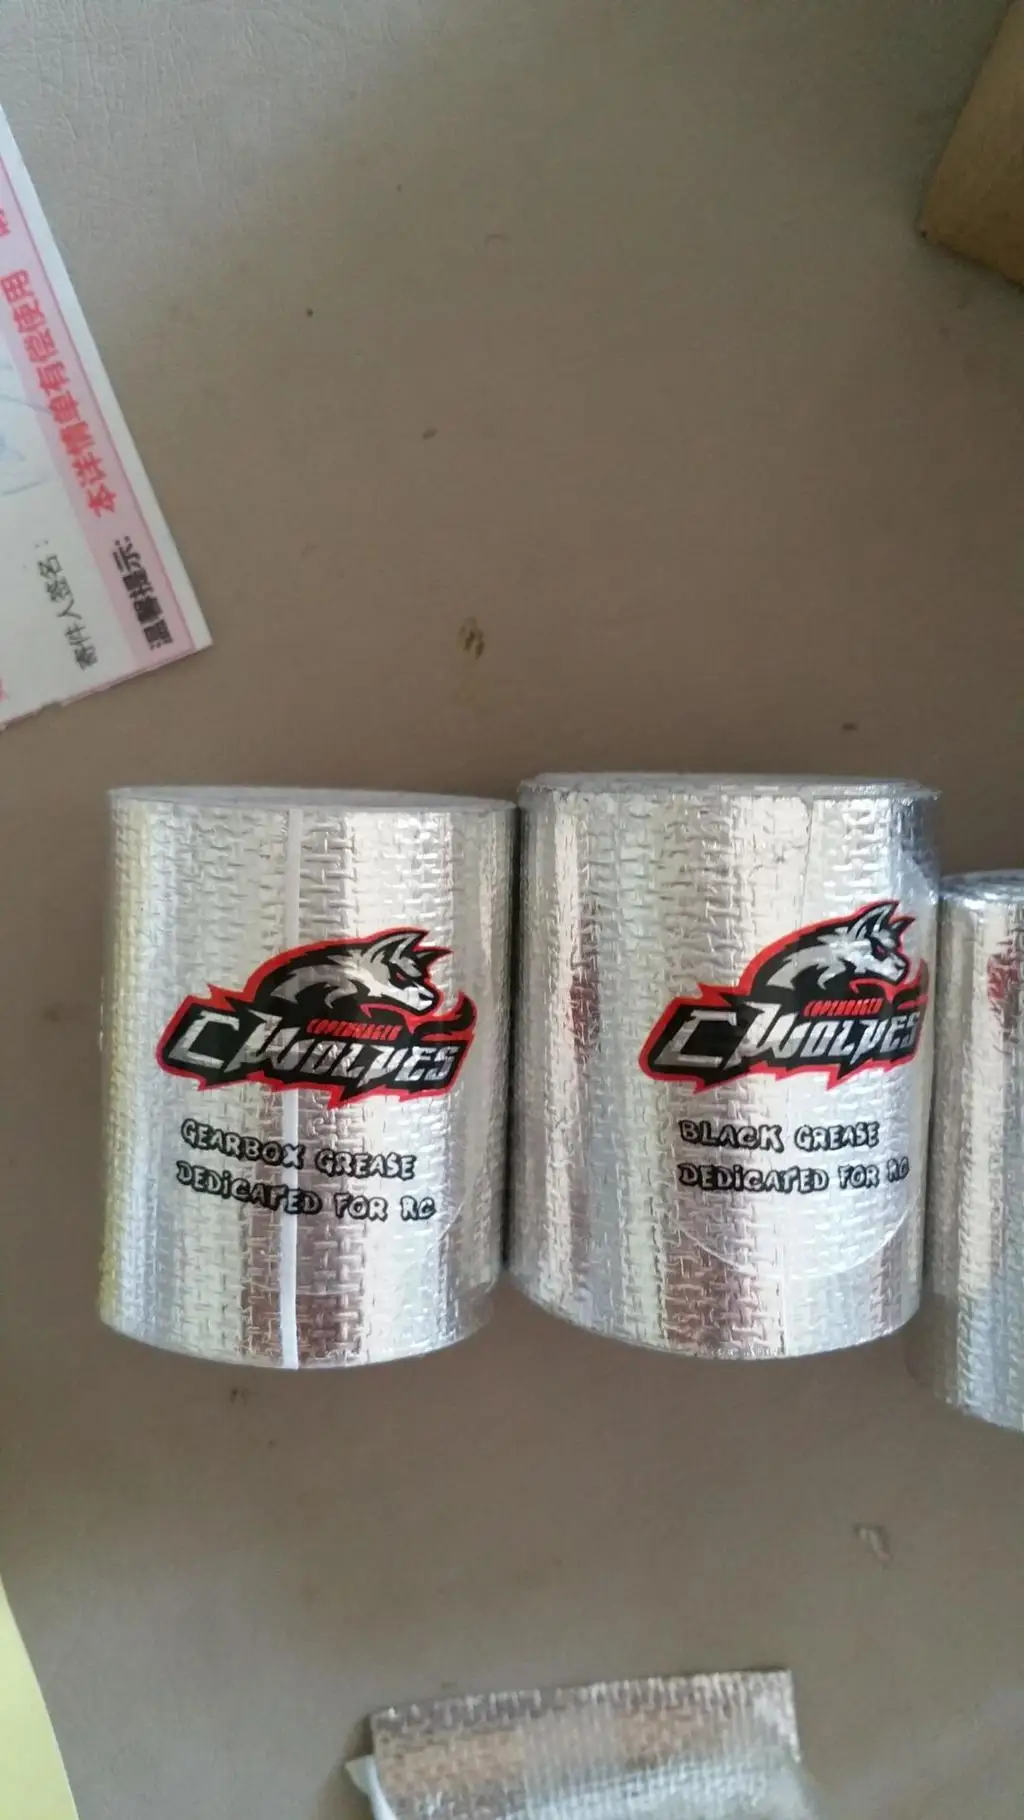 本详情单有偿使用
温馨提示:
寄件人签名:
COPENHAGEN
CWOLVES
GEARBOX GREASE
DEDICATED FOR RC
COPENHAGEN
CWOLVES
BLACK GREASE
DEDICATED FOR RC